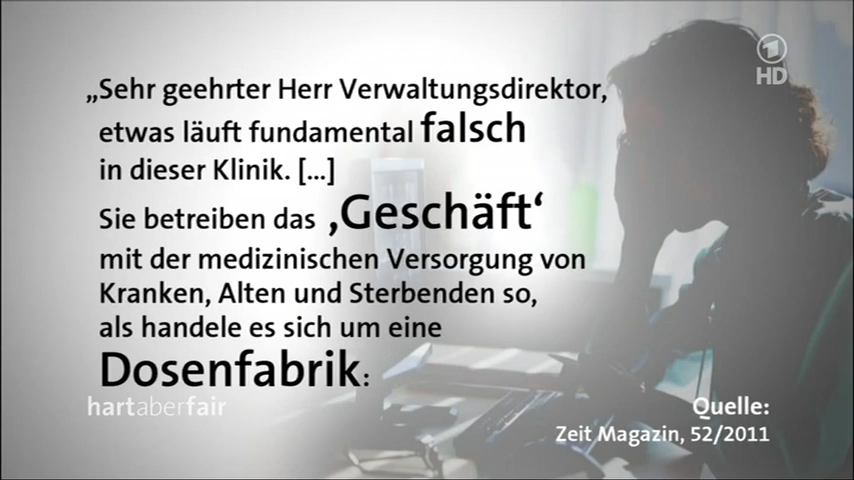 „Sehr geehrter Herr Verwaltungsdirektor,
etwas läuft fundamental falsch
in dieser Klinik. [...]
Sie betreiben das ‚Geschäft‘
mit der medizinischen Versorgung von
Kranken, Alten und Sterbenden so,
als handele es sich um eine
Dosenfabrik:
hartaberfair
Quelle:
Zeit Magazin, 52/2011
1
HD